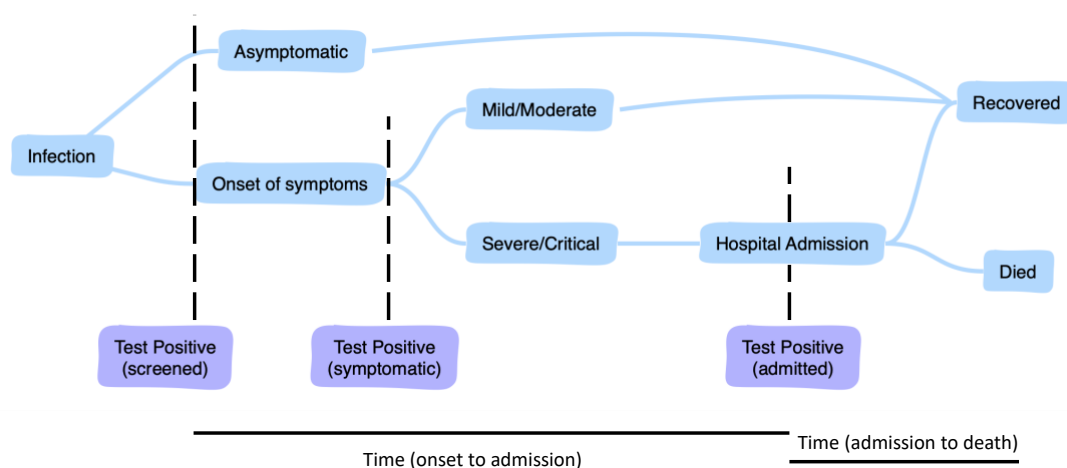 Asymptomatic
Mild/Moderate
Recovered
Infection
Onset of symptoms
Severe/Critical
Hospital Admission
Died
Test Positive
(screened)
Test Positive
(symptomatic)
Test Positive
(admitted)
Time (onset to admission)
Time (admission to death)